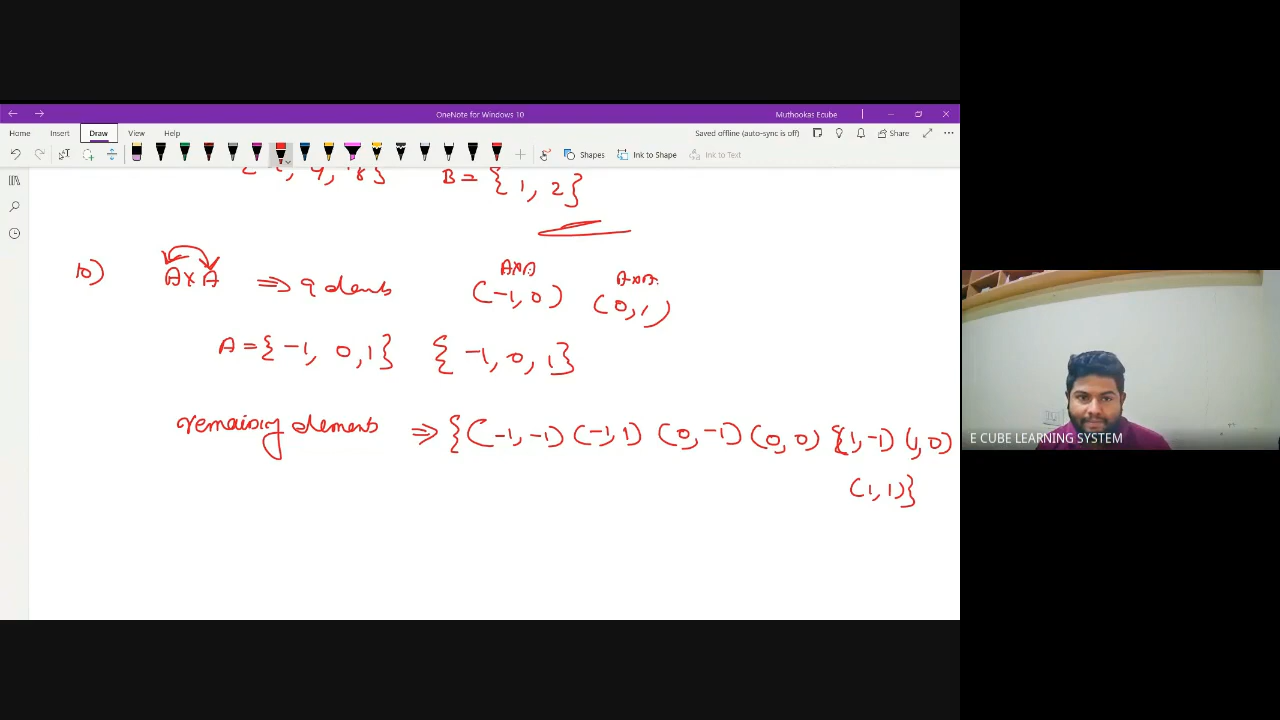 OneNote for Windows 10
Muthookas Ecube
Home Insert Draw View Help
Saved offline (auto-sync is off)
Share
Shapes
Ink to Shape
Ink to Text
B = { 1, 2 }
10) A×A ⇒ 9 elements
A×A (-1, 0) A×A (0, 1)
A = { -1, 0, 1 } { -1, 0, 1 }
remaining elements ⇒ { (-1, -1) (-1, 1) (0, -1) (0, 0) (1, -1) (1, 0)
(1, 1) }
E CUBE LEARNING SYSTEM